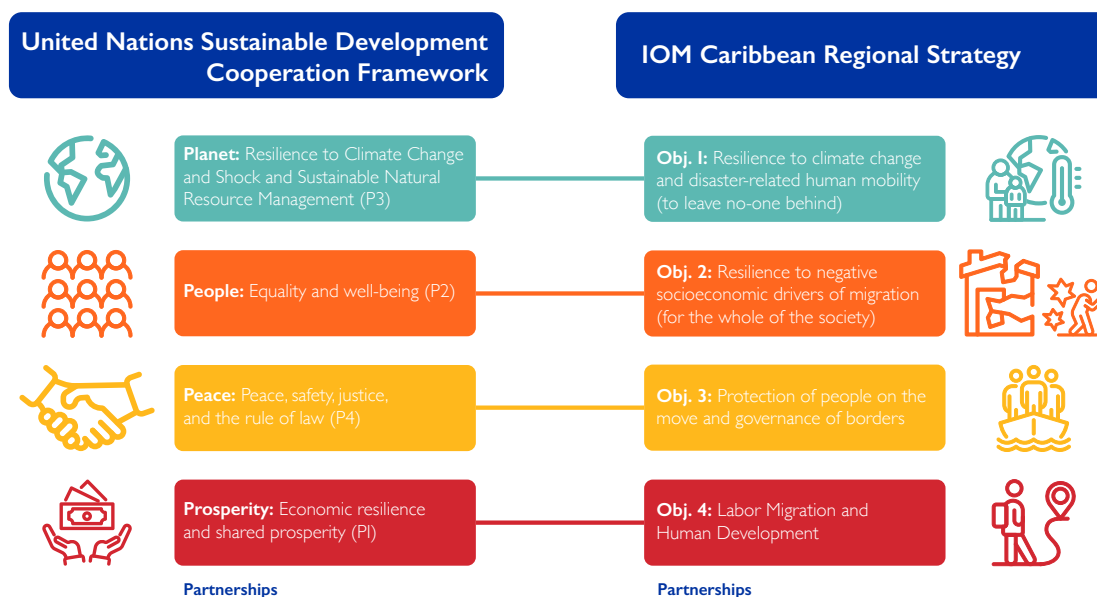 United Nations Sustainable Development
Cooperation Framework
IOM Caribbean Regional Strategy
Planet: Resilience to Climate Change
and Shock and Sustainable Natural
Resource Management (P3)
Obj. 1: Resilience to climate change
and disaster-related human mobility
(to leave no-one behind)
People: Equality and well-being (P2)
Obj. 2: Resilience to negative
socioeconomic drivers of migration
(for the whole of the society)
Peace: Peace, safety, justice,
and the rule of law (P4)
Obj. 3: Protection of people on the
move and governance of borders
Prosperity: Economic resilience
and shared prosperity (P1)
Obj. 4: Labor Migration and
Human Development
Partnerships
Partnerships